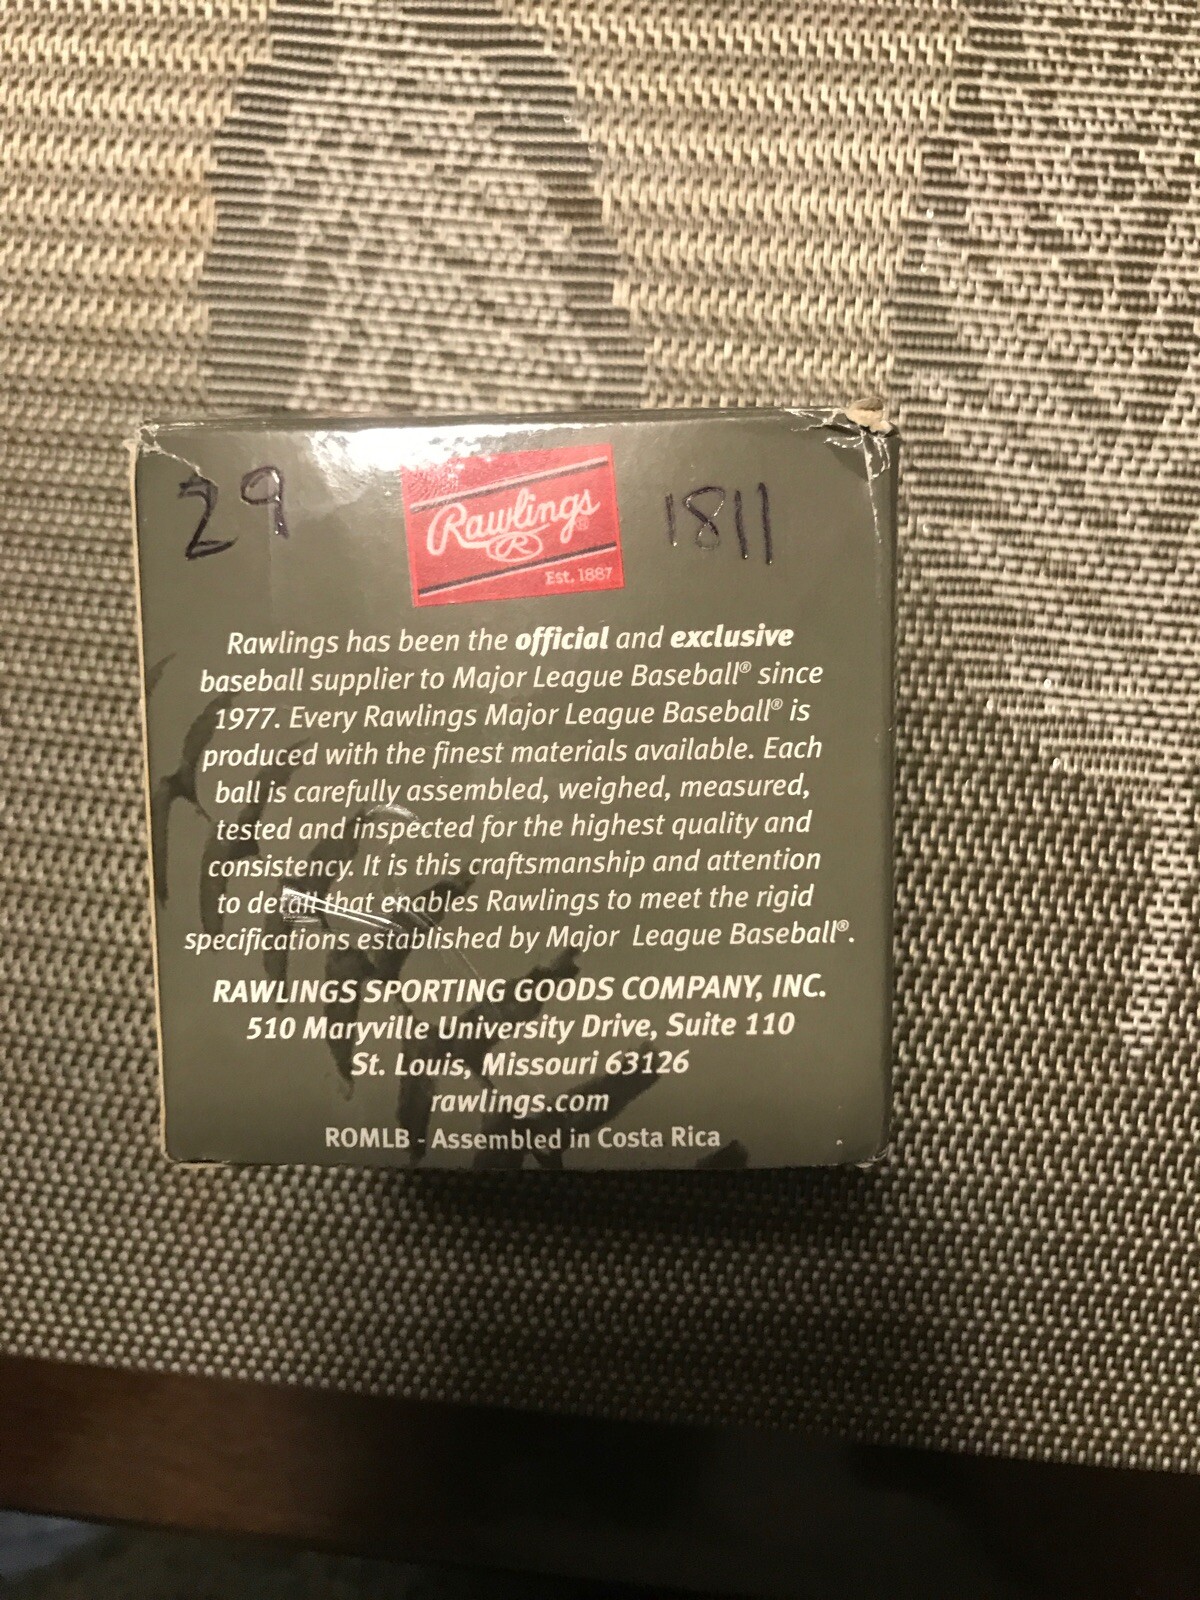 29
Rawlings®
R
Est. 1887
1811
Rawlings has been the official and exclusive
baseball supplier to Major League Baseball® since
1977. Every Rawlings Major League Baseball® is
produced with the finest materials available. Each
ball is carefully assembled, weighed, measured,
tested and inspected for the highest quality and
consistency. It is this craftsmanship and attention
to detail that enables Rawlings to meet the rigid
specifications established by Major League Baseball®.
RAWLINGS SPORTING GOODS COMPANY, INC.
510 Maryville University Drive, Suite 110
St. Louis, Missouri 63126
rawlings.com
ROMLB - Assembled in Costa Rica